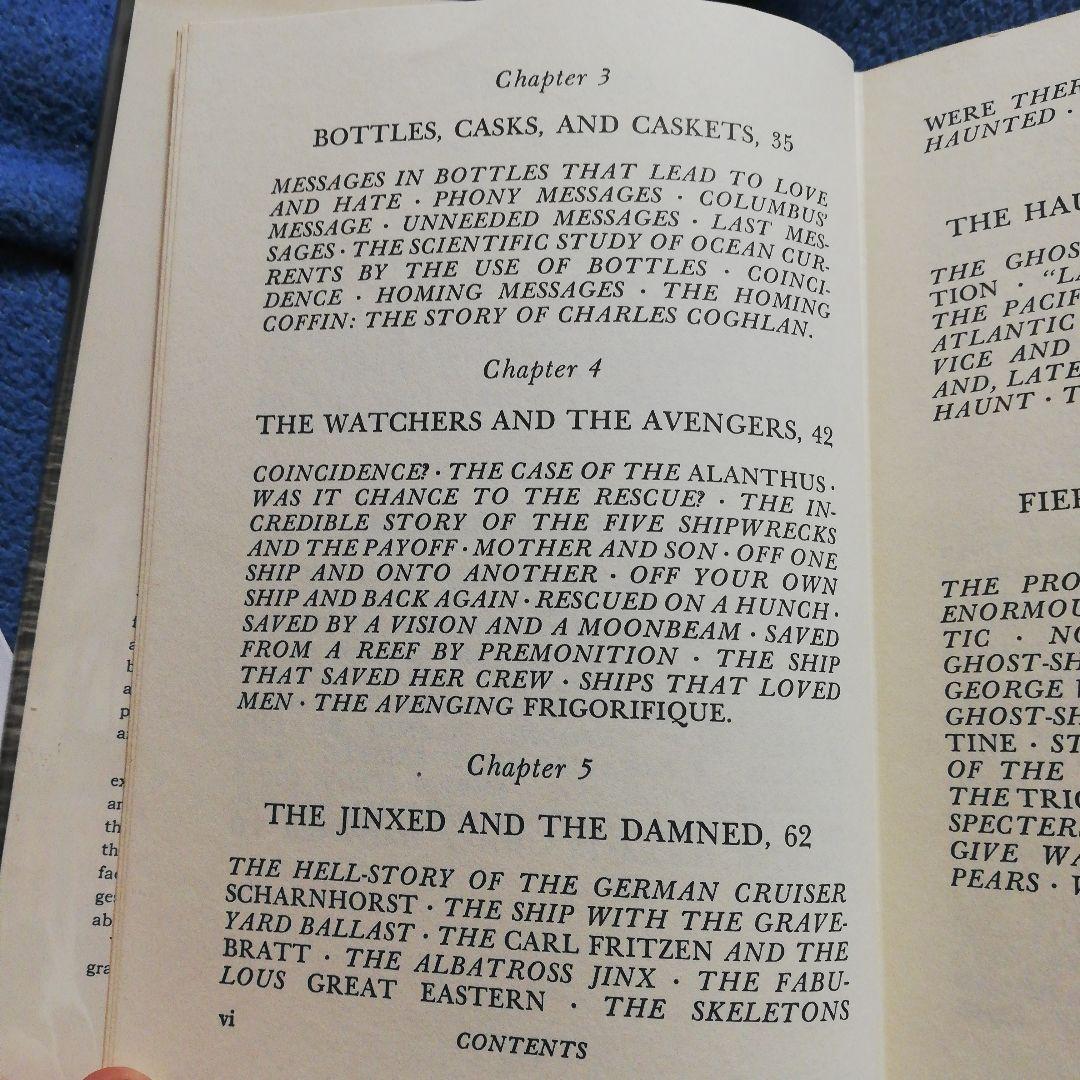 Chapter 3
BOTTLES, CASKS, AND CASKETS, 35
MESSAGES IN BOTTLES THAT LEAD TO LOVE
AND HATE · PHONY MESSAGES · COLUMBUS'
MESSAGE · UNNEEDED MESSAGES · LAST MES-
SAGES · THE SCIENTIFIC STUDY OF OCEAN CUR-
RENTS BY THE USE OF BOTTLES · COINCI-
DENCE · HOMING MESSAGES · THE HOMING
COFFIN: THE STORY OF CHARLES COGHLAN.
Chapter 4
THE WATCHERS AND THE AVENGERS, 42
COINCIDENCE? · THE CASE OF THE ALANTHUS ·
WAS IT CHANCE TO THE RESCUE? · THE IN-
CREDIBLE STORY OF THE FIVE SHIPWRECKS
AND THE PAYOFF · MOTHER AND SON · OFF ONE
SHIP AND ONTO ANOTHER · OFF YOUR OWN
SHIP AND BACK AGAIN · RESCUED ON A HUNCH ·
SAVED BY A VISION AND A MOONBEAM · SAVED
FROM A REEF BY PREMONITION · THE SHIP
THAT SAVED HER CREW · SHIPS THAT LOVED
MEN · THE AVENGING FRIGORIFIQUE.
Chapter 5
THE JINXED AND THE DAMNED, 62
THE HELL-STORY OF THE GERMAN CRUISER
SCHARNHORST · THE SHIP WITH THE GRAVE-
YARD BALLAST · THE CARL FRITZEN AND THE
BRATT · THE ALBATROSS JINX · THE FABU-
LOUS GREAT EASTERN · THE SKELETONS
vi
CONTENTS
WERE
HAUNTED ·
THE
THE GHOS
TION · "LA
THE PACIF
ATLANTIC
VICE AND
AND, LATE
HAUNT · T
THE PRO
ENORMOU
TIC · NO
GHOST-SH
GEORGE
GHOST-SH
TINE · ST
OF THE
THE TRI
SPECTERS
GIVE WA
PEARS ·